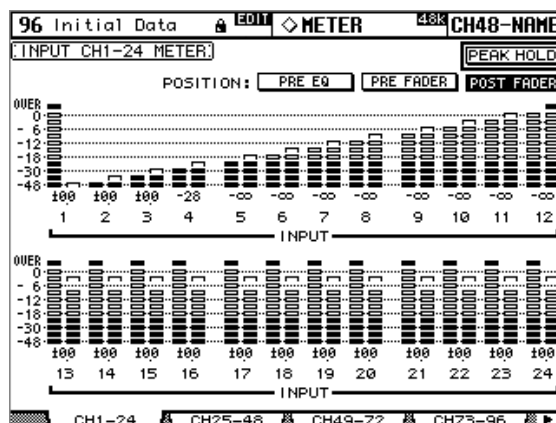 96 Initial Data EDIT ◇METER 48k CH48-NAME
INPUT CH1-24 METER
PEAK HOLD
POSITION: PRE EQ PRE FADER POST FADER
OVER
0
-6
-12
-18
-30
-48
±00 ±00 ±00 -28 -∞ -∞ -∞ -∞ -∞ -∞ -∞ -∞
1 2 3 4 5 6 7 8 9 10 11 12
INPUT
OVER
0
-6
-12
-18
-30
-48
±00 ±00 ±00 ±00 ±00 ±00 ±00 ±00 ±00 ±00 ±00 ±00
13 14 15 16 17 18 19 20 21 22 23 24
INPUT
CH1-24 CH25-48 CH49-72 CH73-96